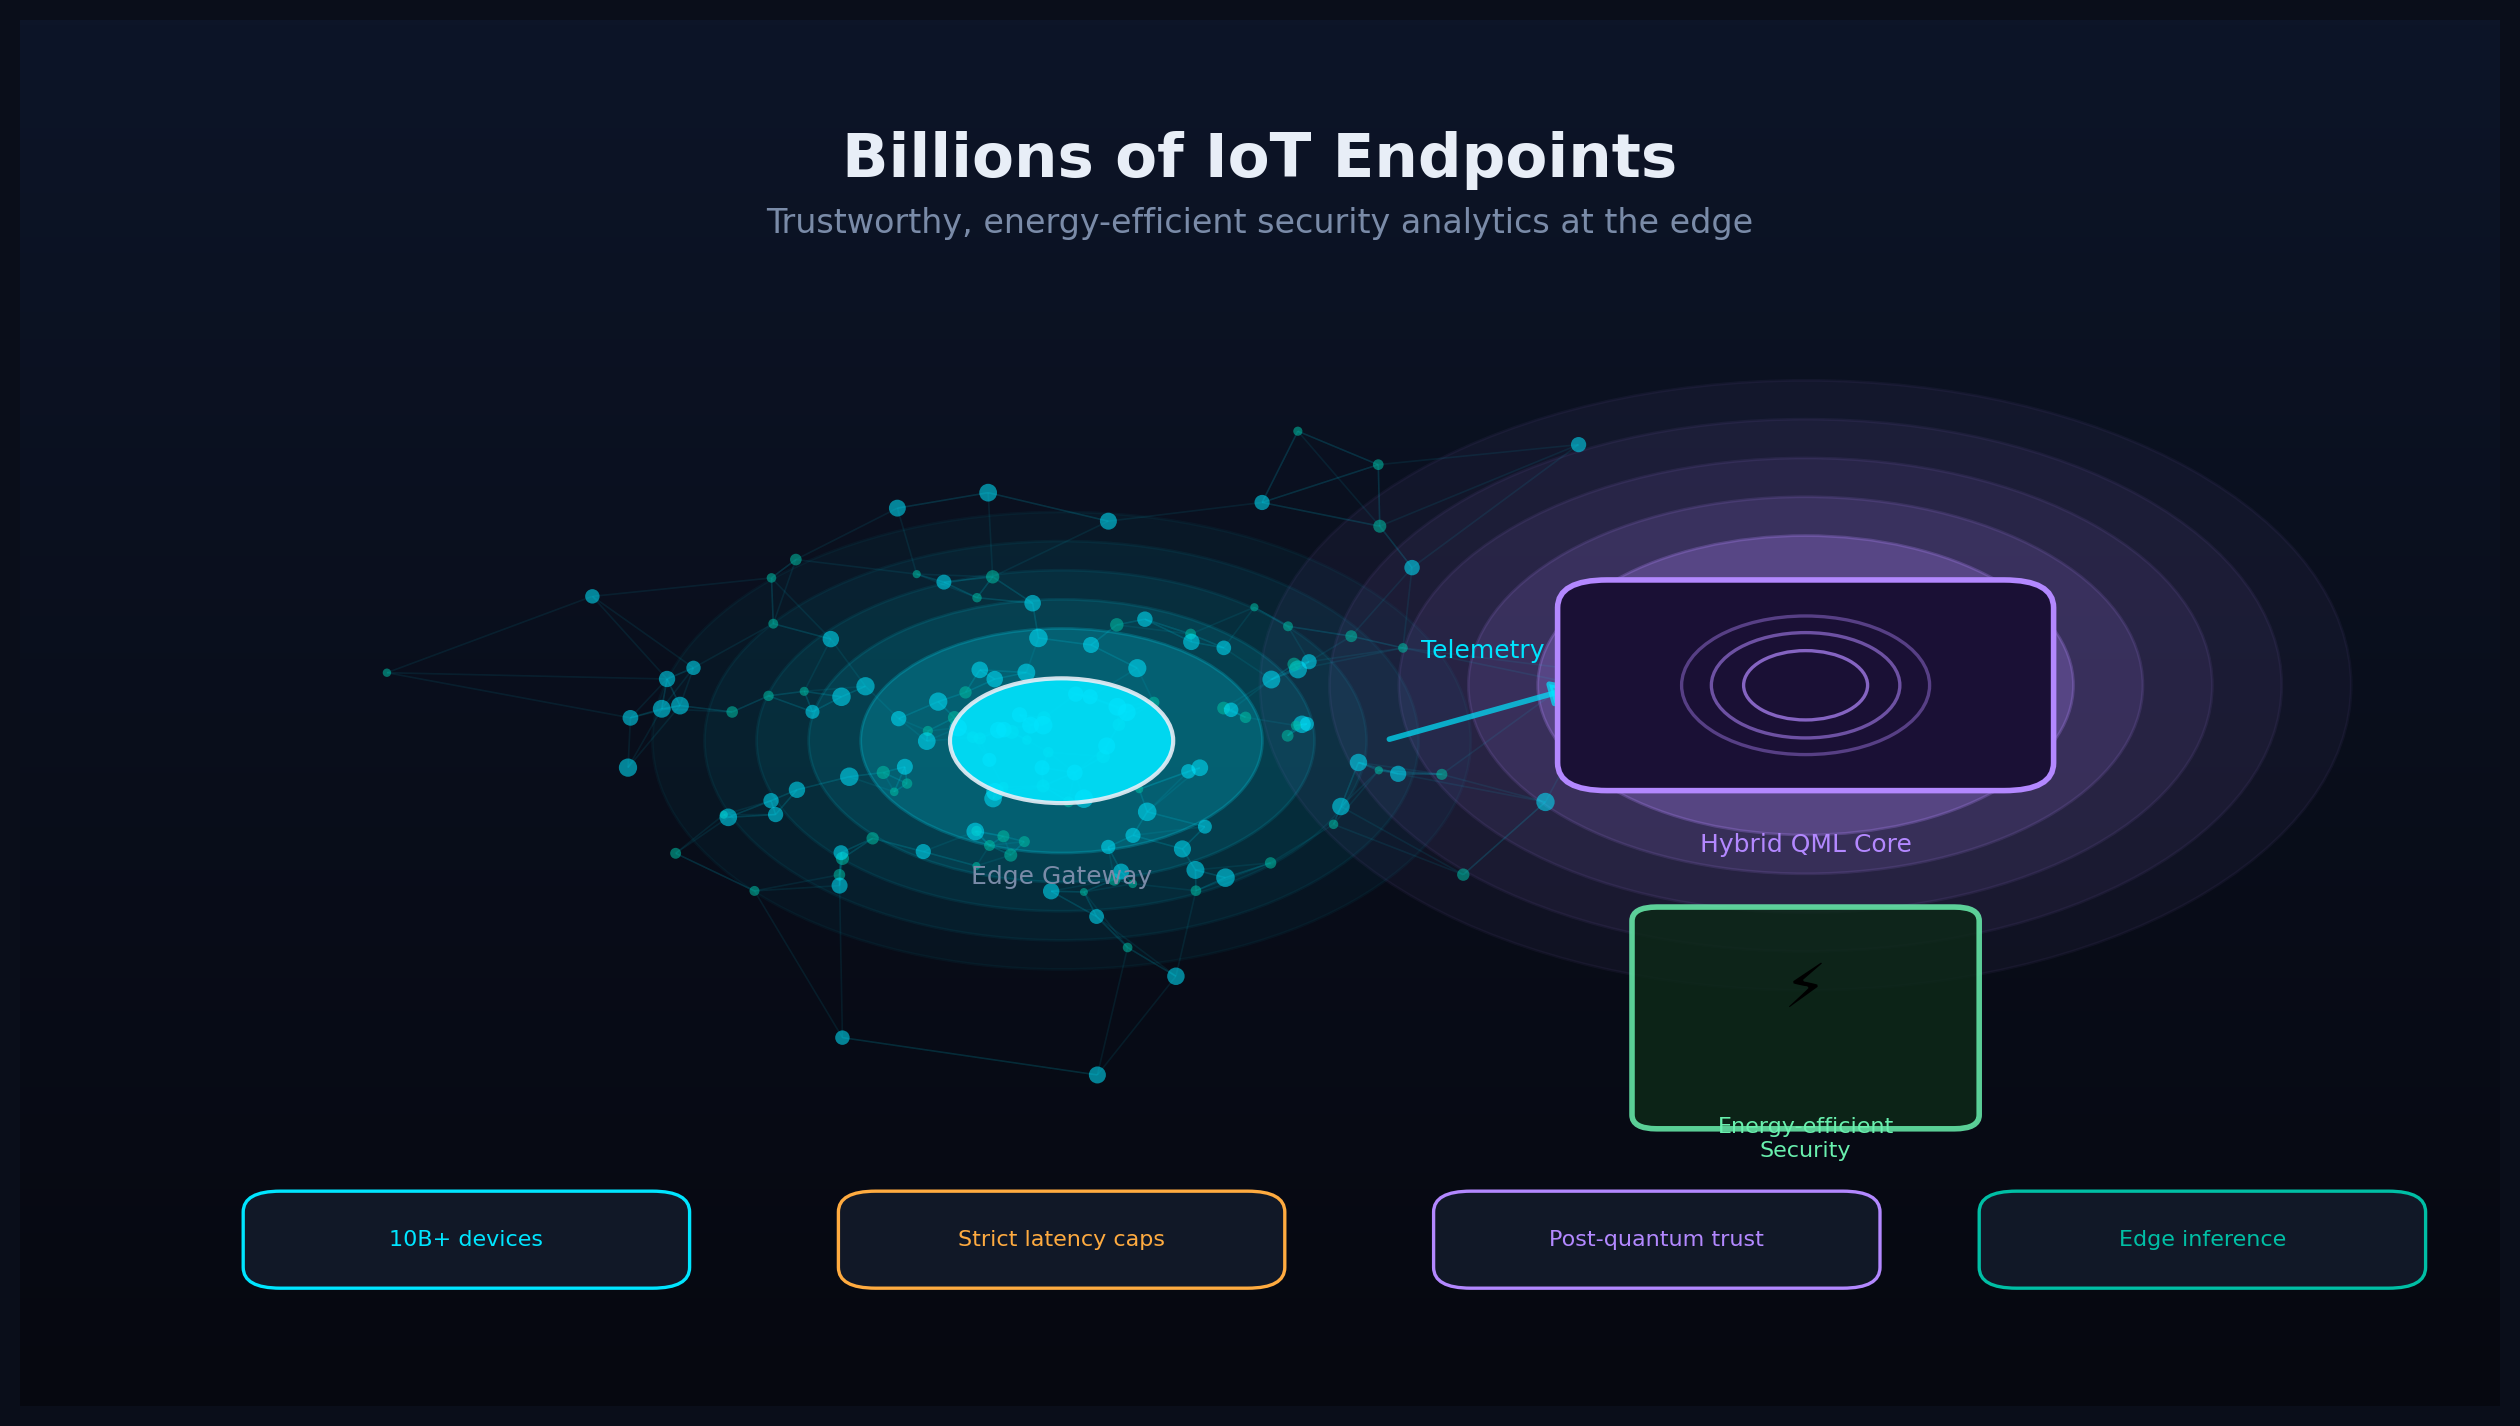 Billions of IoT Endpoints
Trustworthy, energy-efficient security analytics at the edge
Telemetry
Hybrid QML Core
Edge Gateway
Energy-efficient
Security
10B+ devices
Strict latency caps
Post-quantum trust
Edge inference